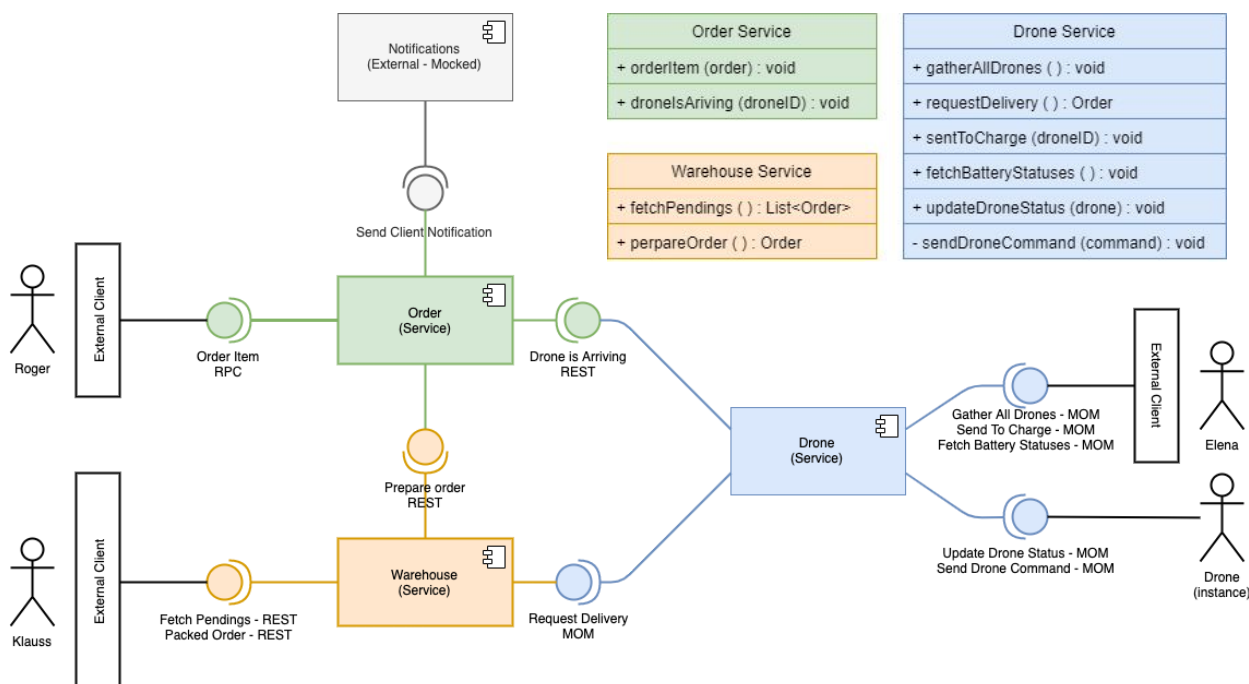 Notifications
(External - Mocked)
Send Client Notification
Order Service
+ orderItem (order) : void
+ droneIsAriving (droneID) : void
Warehouse Service
+ fetchPendings ( ) : List<Order>
+ perpareOrder ( ) : Order
Drone Service
+ gatherAllDrones ( ) : void
+ requestDelivery ( ) : Order
+ sentToCharge (droneID) : void
+ fetchBatteryStatuses ( ) : void
+ updateDroneStatus (drone) : void
- sendDroneCommand (command) : void
Roger
External Client
Order Item
RPC
Order
(Service)
Drone is Arriving
REST
Prepare order
REST
Drone
(Service)
Gather All Drones - MOM
Send To Charge - MOM
Fetch Battery Statuses - MOM
External Client
Elena
Update Drone Status - MOM
Send Drone Command - MOM
Drone
(instance)
Klauss
External Client
Fetch Pendings - REST
Packed Order - REST
Warehouse
(Service)
Request Delivery
MOM